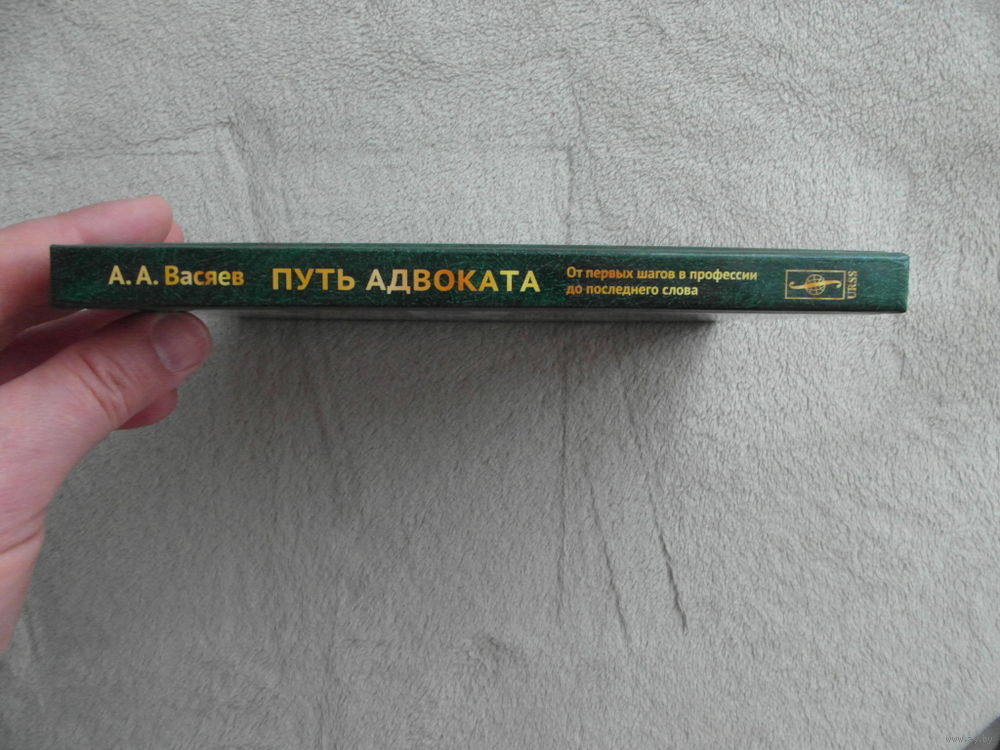 А. А. Васяев
ПУТЬ АДВОКАТА
От первых шагов в профессии
до последнего слова
URSS